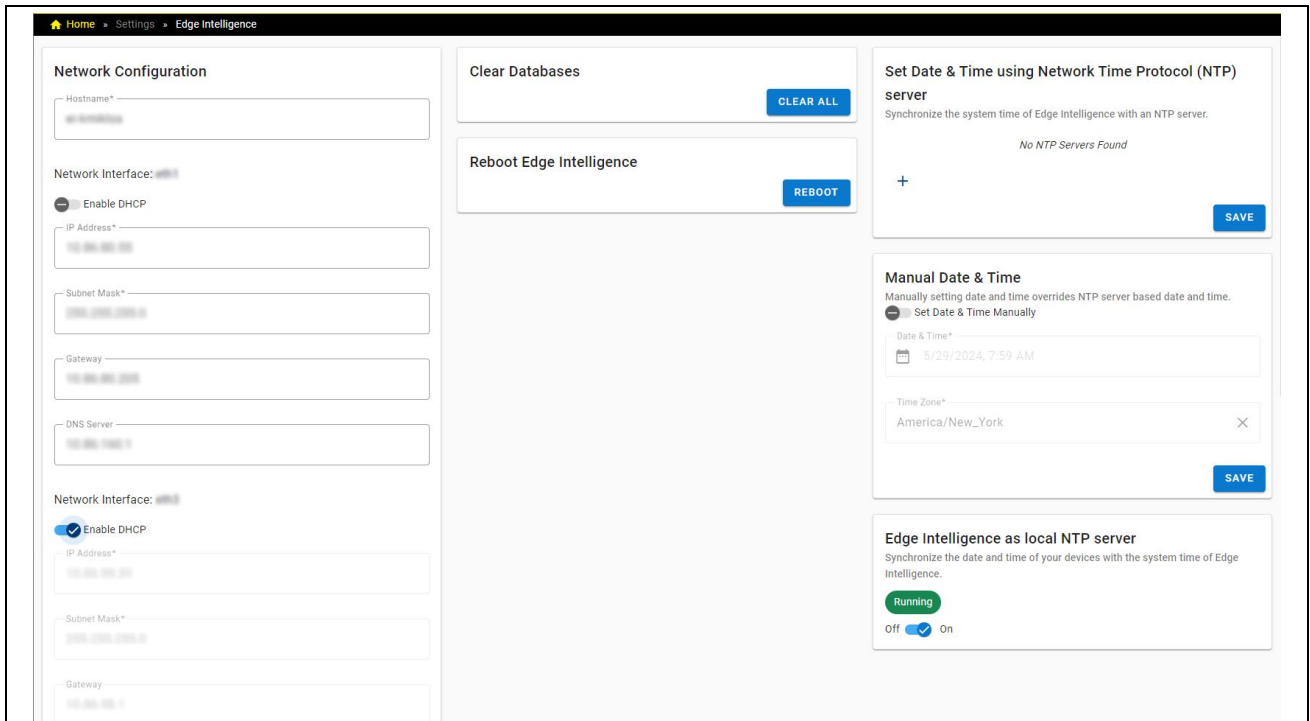 Home » Settings » Edge Intelligence
Network Configuration
Hostname*
Network Interface:
Enable DHCP
IP Address*
Subnet Mask*
Gateway
DNS Server
Network Interface:
Enable DHCP
IP Address*
Subnet Mask*
Gateway
Clear Databases
CLEAR ALL
Reboot Edge Intelligence
REBOOT
Set Date & Time using Network Time Protocol (NTP)
server
Synchronize the system time of Edge Intelligence with an NTP server.
No NTP Servers Found
+
SAVE
Manual Date & Time
Manually setting date and time overrides NTP server based date and time.
Set Date & Time Manually
Date & Time*
5/29/2024, 7:59 AM
Time Zone*
America/New_York
SAVE
Edge Intelligence as local NTP server
Synchronize the date and time of your devices with the system time of Edge
Intelligence.
Running
Off On